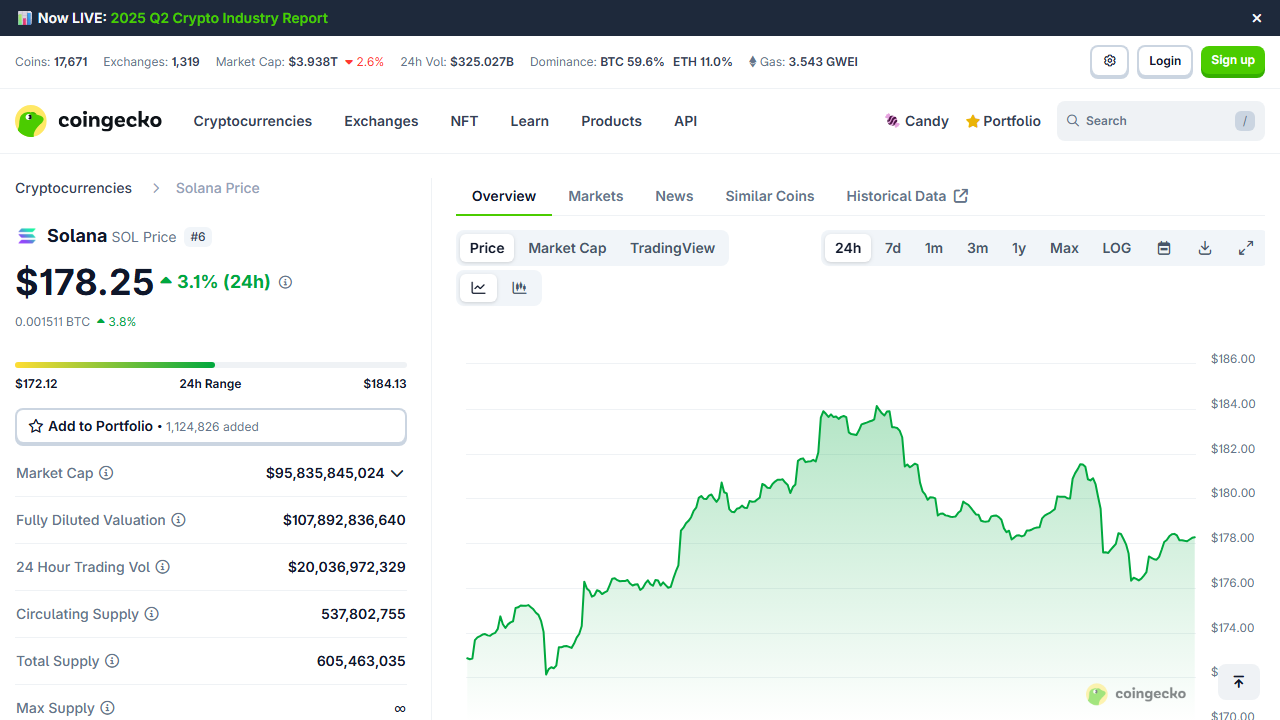 Now LIVE: 2025 Q2 Crypto Industry Report
Coins: 17,671 Exchanges: 1,319 Market Cap: $3.938T 2.6% 24h Vol: $325.027B Dominance: BTC 59.6% ETH 11.0% Gas: 3.543 GWEI
Login
Sign up
coingecko
Cryptocurrencies Exchanges NFT Learn Products API
Candy Portfolio Search /
Cryptocurrencies Solana Price
Solana SOL Price #6
$178.25 3.1% (24h)
0.001511 BTC 3.8%
$172.12 24h Range $184.13
Add to Portfolio • 1,124,826 added
Market Cap $95,835,845,024
Fully Diluted Valuation $107,892,836,640
24 Hour Trading Vol $20,036,972,329
Circulating Supply 537,802,755
Total Supply 605,463,035
Max Supply ∞
Overview Markets News Similar Coins Historical Data
Price Market Cap TradingView
24h 7d 1m 3m 1y Max LOG
$186.00
$184.00
$182.00
$180.00
$178.00
$176.00
$174.00
$
$170.00
coingecko